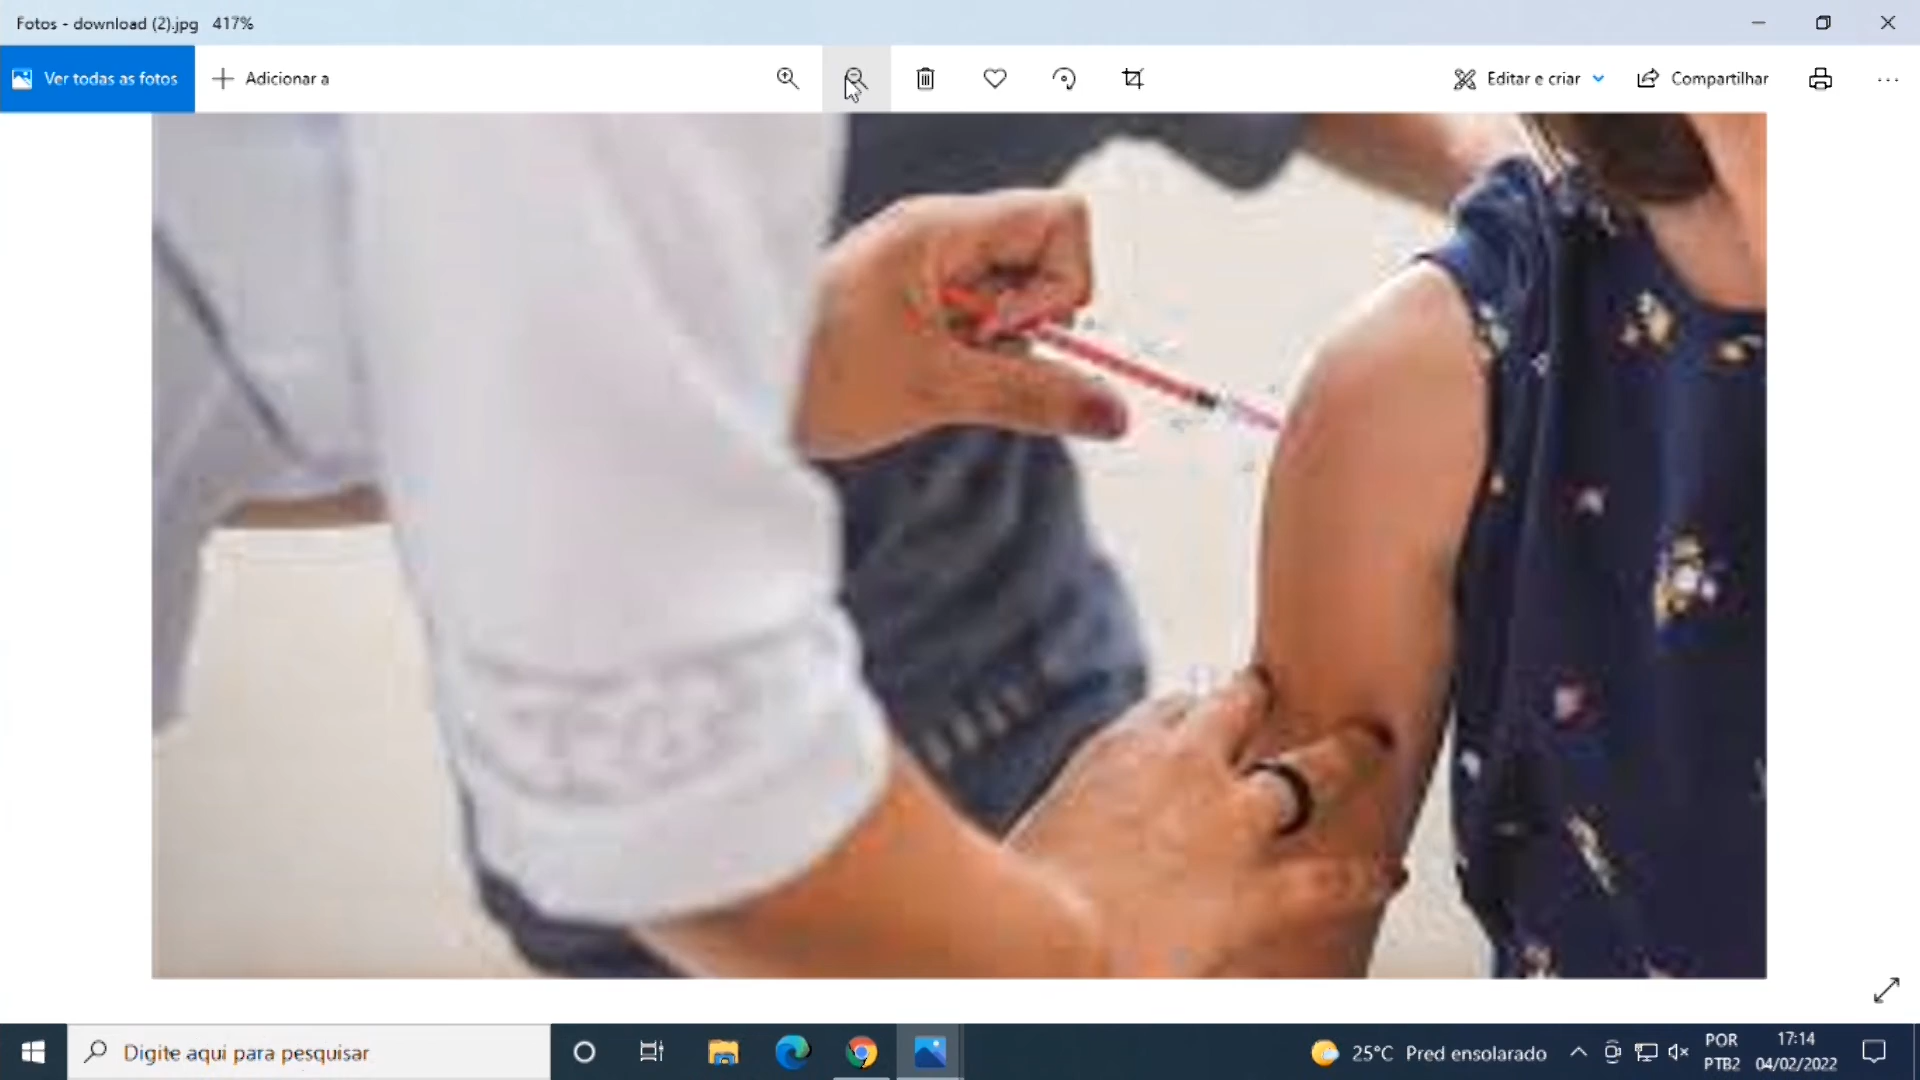 Fotos - download (2).jpg 417%
Ver todas as fotos
Adicionar a
Editar e criar
Compartilhar
Digite aqui para pesquisar
25°C Pred ensolarado
POR
PTB2
17:14
04/02/2022